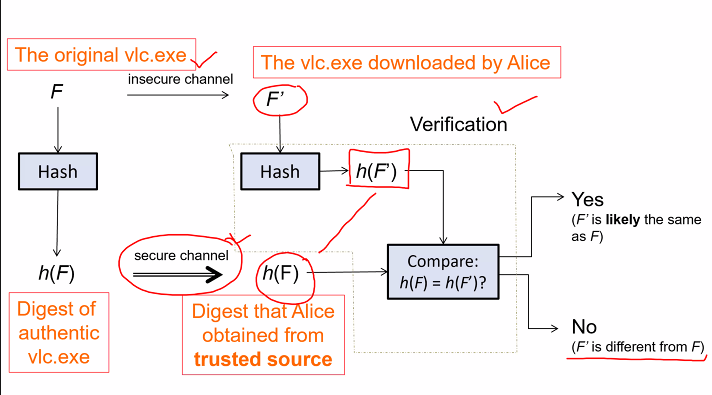 The original vlc.exe
insecure channel
The vlc.exe downloaded by Alice
F
F’
Verification
Hash
Hash
h(F’)
Yes
(F’ is likely the same
as F)
h(F)
secure channel
h(F)
Compare:
h(F) = h(F’)?
Digest of
authentic
vlc.exe
Digest that Alice
obtained from
trusted source
No
(F’ is different from F)